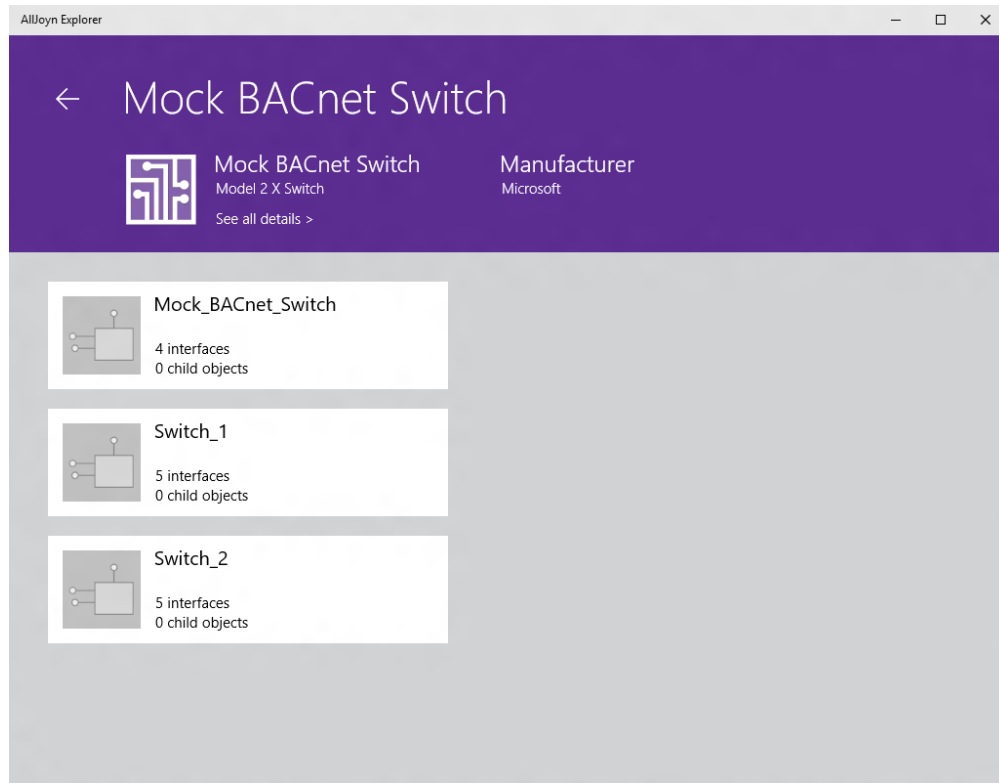 AllJoyn Explorer
Mock BACnet Switch
Mock BACnet Switch
Model 2 X Switch
See all details >
Manufacturer
Microsoft
Mock_BACnet_Switch
4 interfaces
0 child objects
Switch_1
5 interfaces
0 child objects
Switch_2
5 interfaces
0 child objects